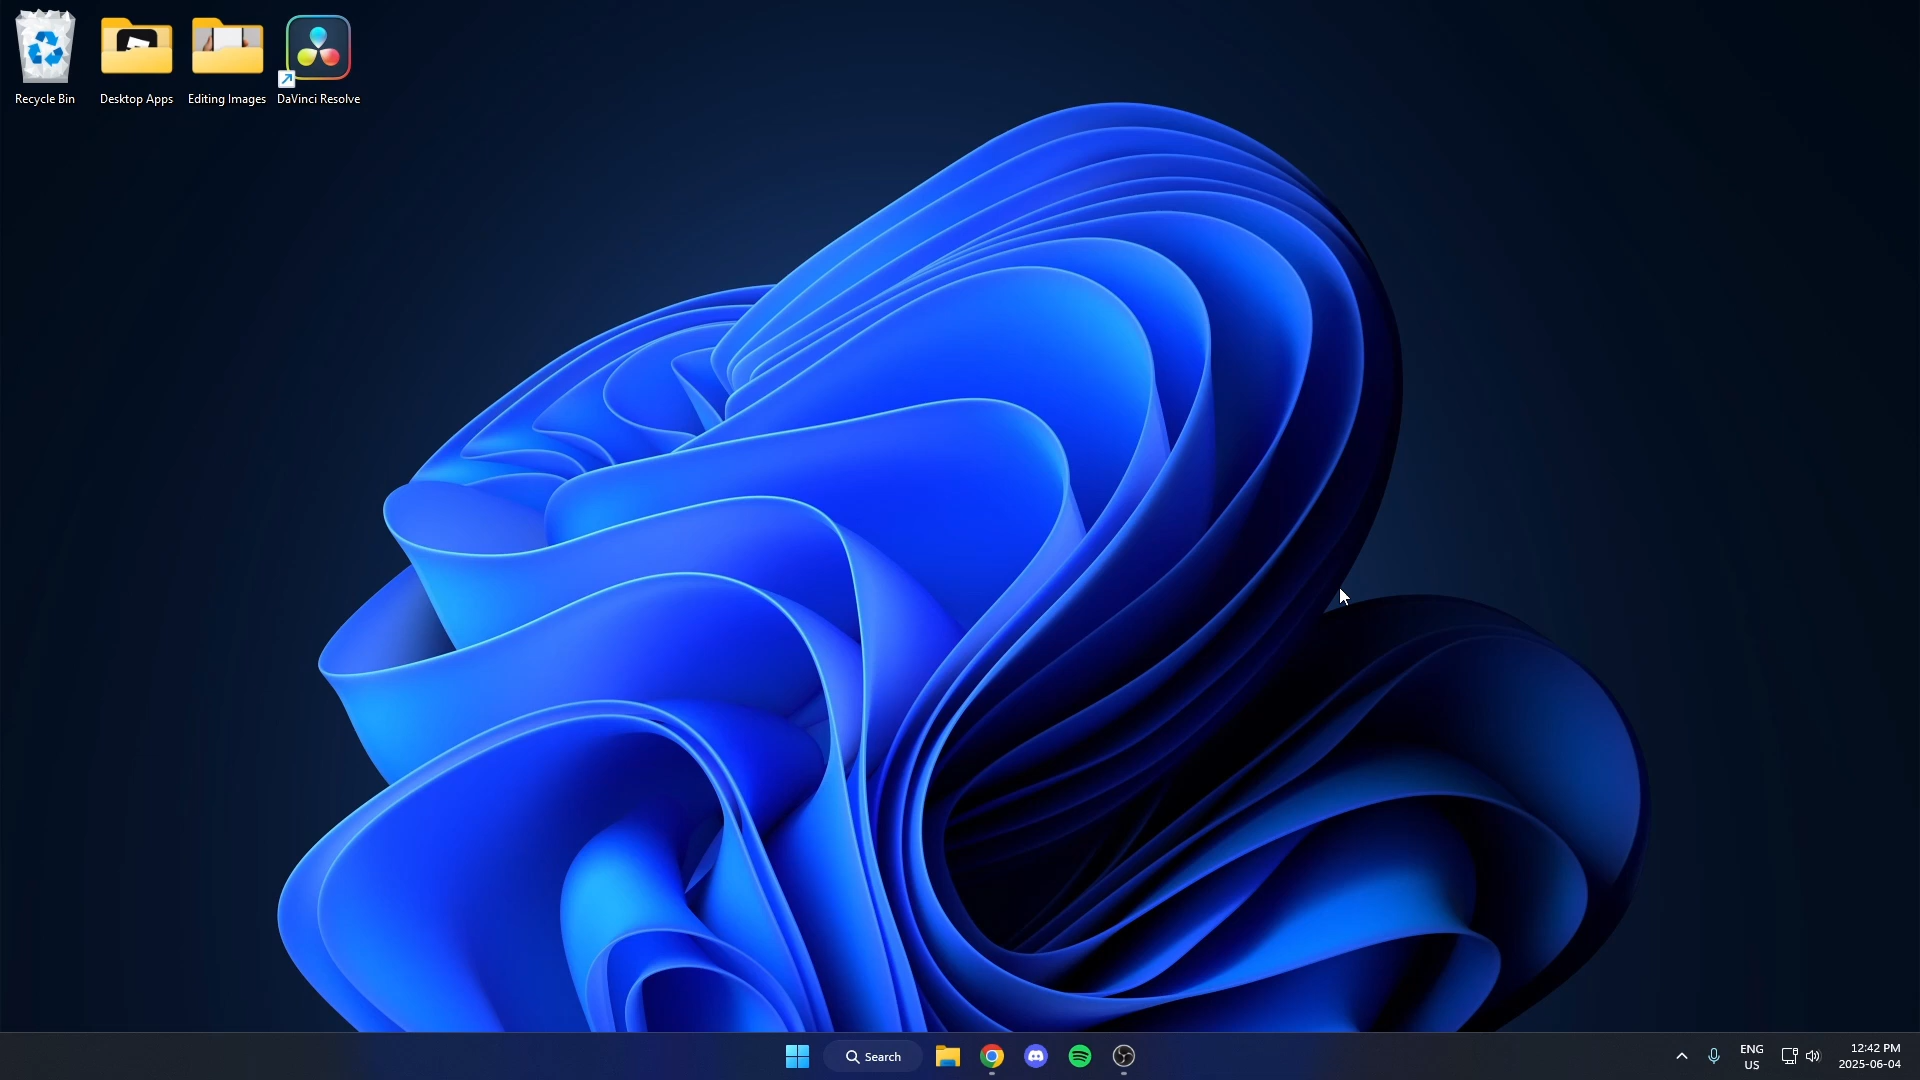 Recycle Bin
Desktop Apps
Editing Images
DaVinci Resolve
Search
ENG
US
12:42 PM
2025-06-04